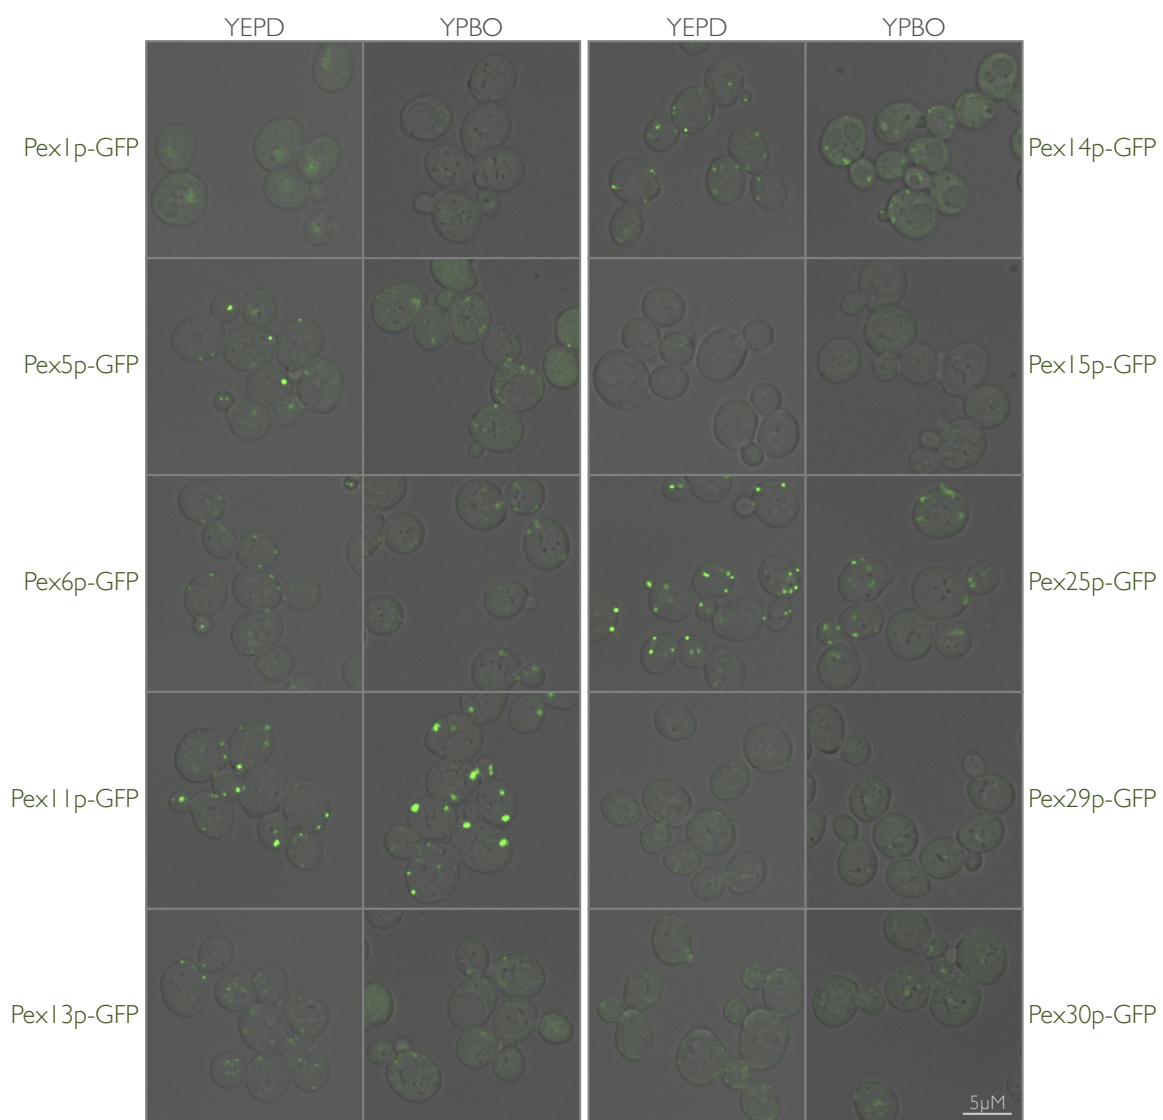 YEPD YPBO YEPD YPBO
Pex1p-GFP Pex14p-GFP
Pex5p-GFP Pex15p-GFP
Pex6p-GFP Pex25p-GFP
Pex11p-GFP Pex29p-GFP
Pex13p-GFP Pex30p-GFP
5µM